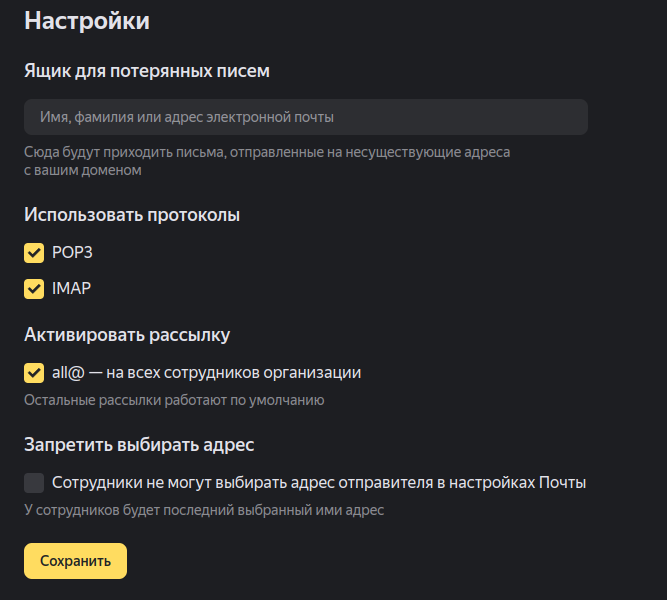 Настройки
Ящик для потерянных писем
Имя, фамилия или адрес электронной почты
Сюда будут приходить письма, отправленные на несуществующие адреса
с вашим доменом
Использовать протоколы
POP3
IMAP
Активировать рассылку
all@ — на всех сотрудников организации
Остальные рассылки работают по умолчанию
Запретить выбирать адрес
Сотрудники не могут выбирать адрес отправителя в настройках Почты
У сотрудников будет последний выбранный ими адрес
Сохранить